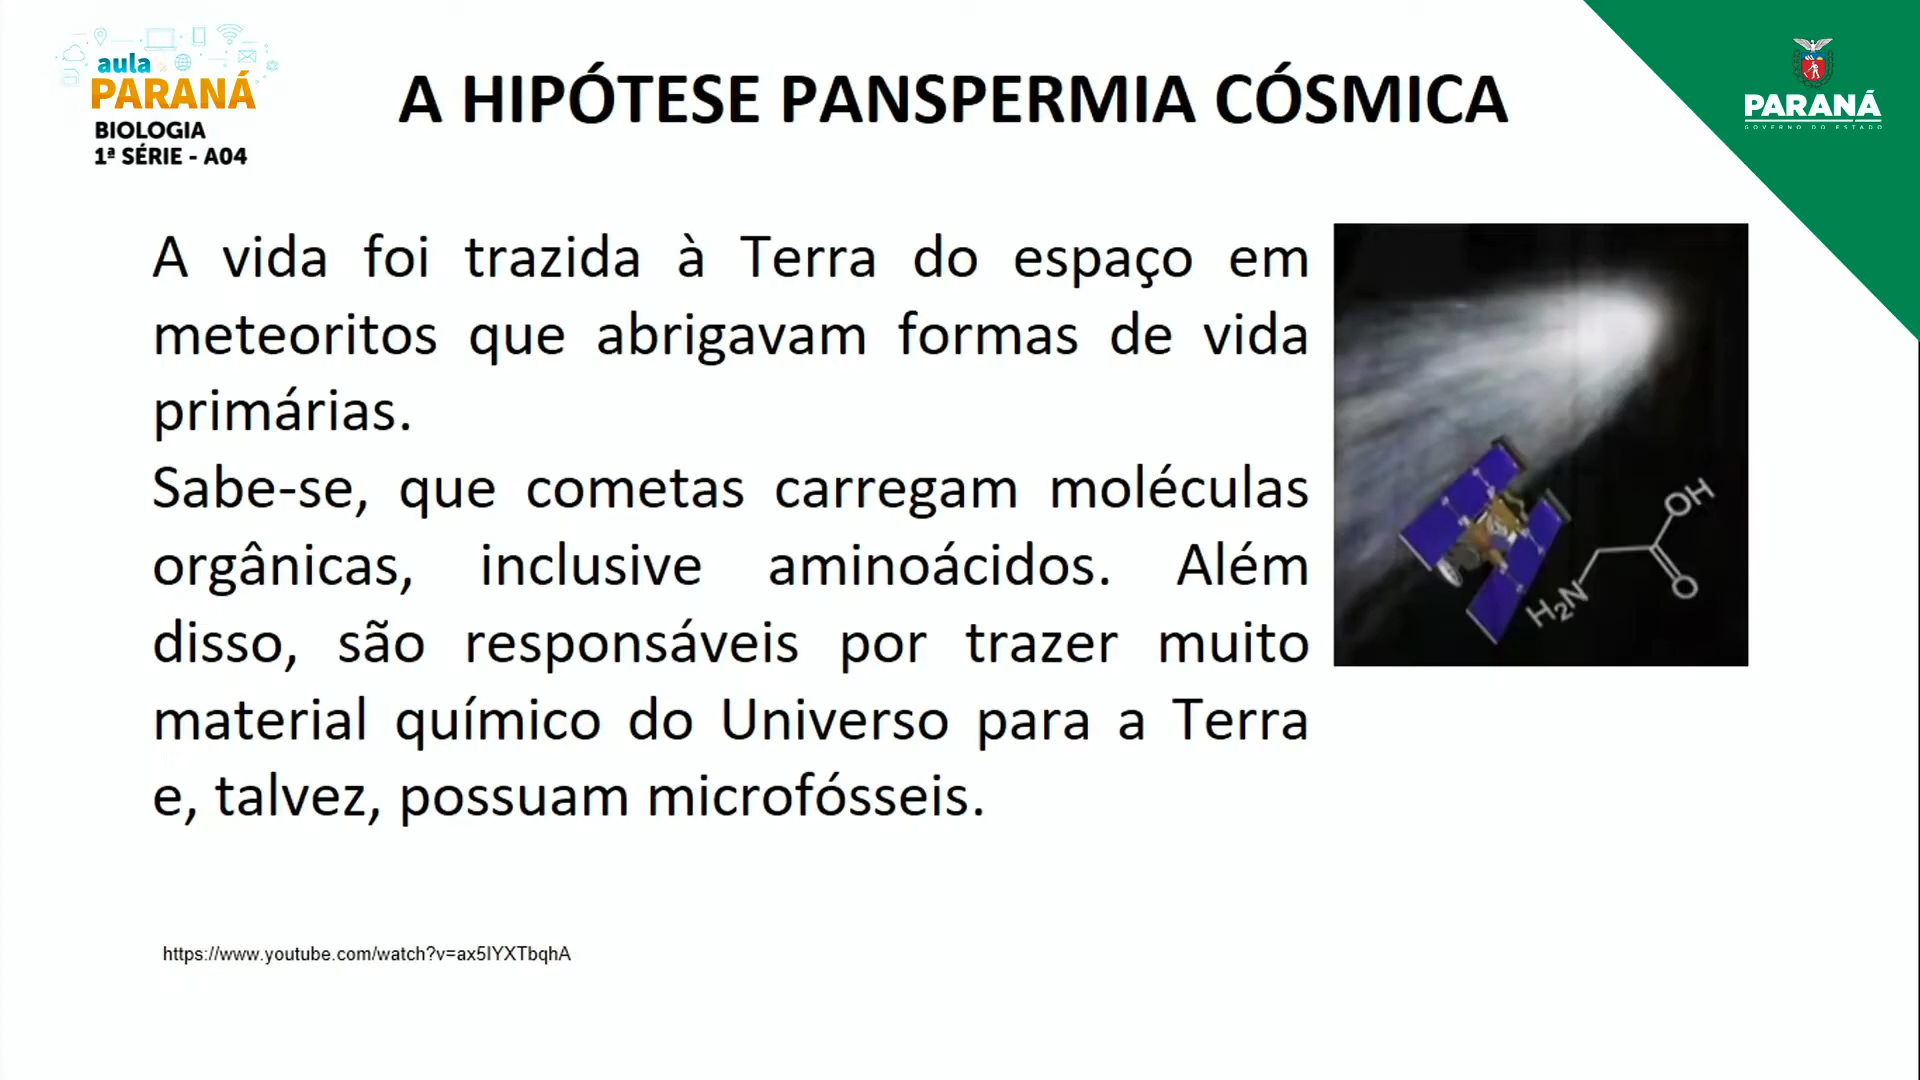 aula
PARANÁ
BIOLOGIA
1ª SÉRIE - A04
A HIPÓTESE PANSPERMIA CÓSMICA
PARANÁ
GOVERNO DO ESTADO
A vida foi trazida à Terra do espaço em
meteoritos que abrigavam formas de vida
primárias.
Sabe-se, que cometas carregam moléculas
orgânicas, inclusive aminoácidos. Além
disso, são responsáveis por trazer muito
material químico do Universo para a Terra
e, talvez, possuam microfósseis.
OH
O
H₂N
https://www.youtube.com/watch?v=ax5IYXTbqhA